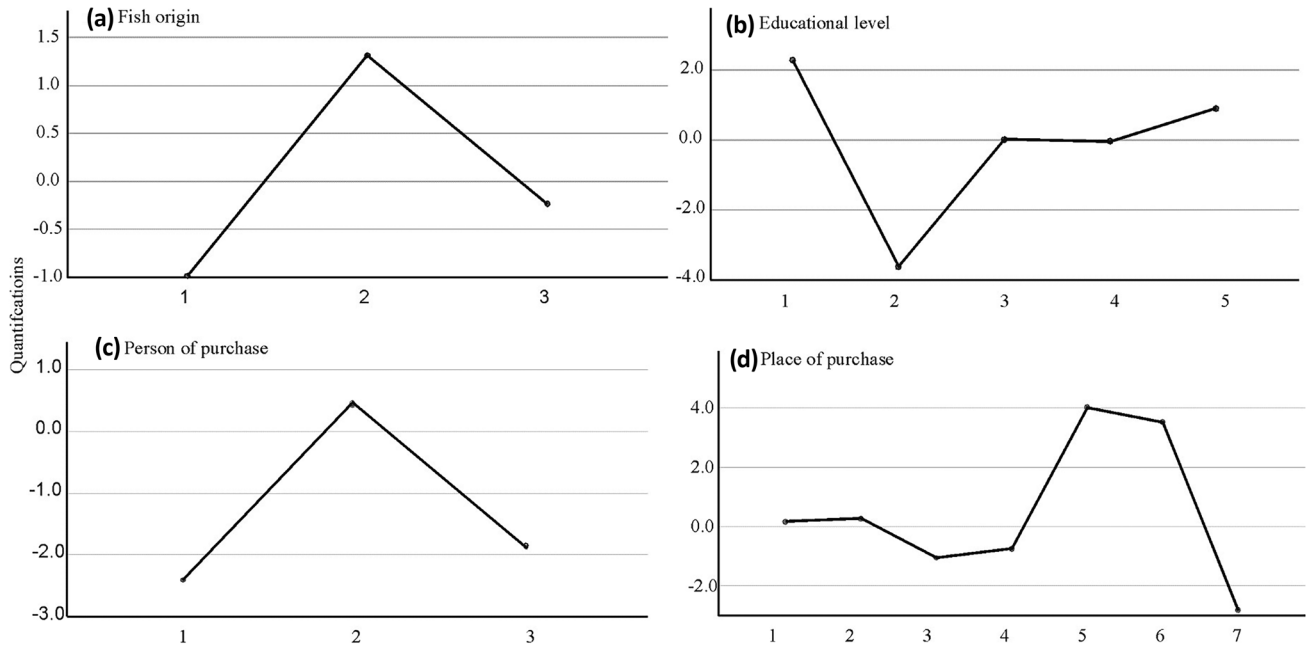 (a) Fish origin
1.5
1.0
0.5
0.0
-0.5
-1.0
1 2 3
(b) Educational level
2.0
0.0
-2.0
-4.0
1 2 3 4 5
Quantifcatioins
(c) Person of purchase
1.0
0.0
-1.0
-2.0
-3.0
1 2 3
(d) Place of purchase
4.0
2.0
0.0
-2.0
1 2 3 4 5 6 7